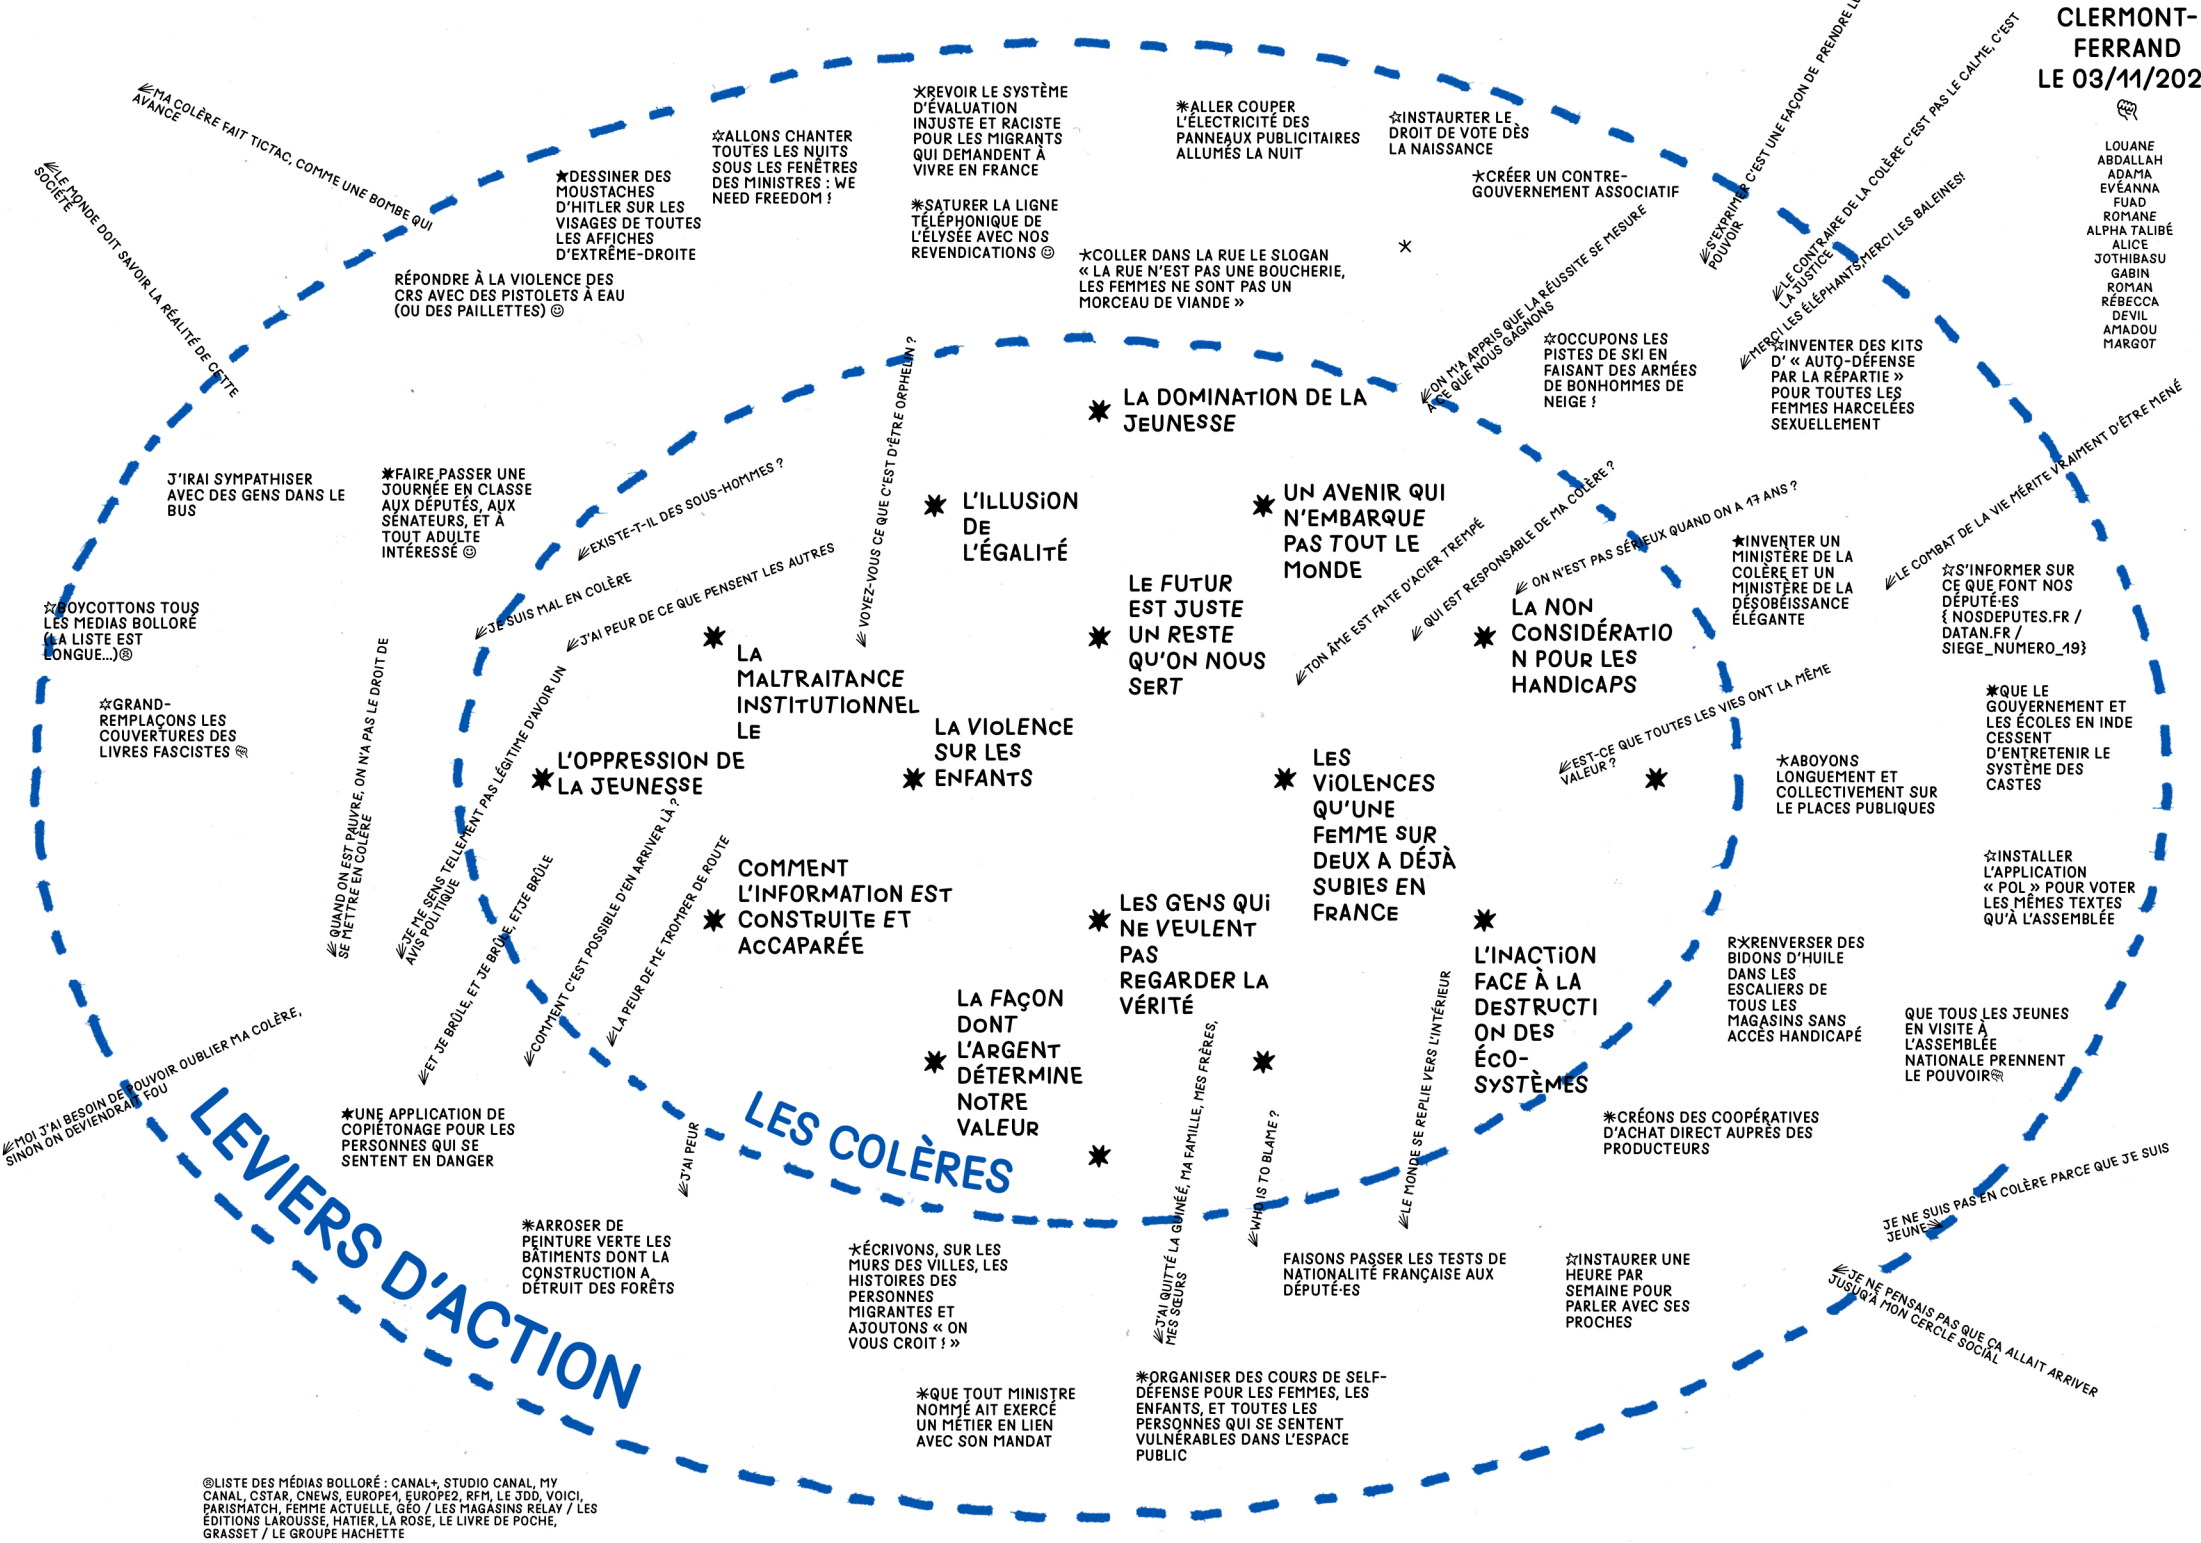 CLERMONT-
FERRAND
LE 03/11/202
LOUANE
ABDALLAH
ADAMA
EVÉANNA
FUAD
ROMANE
ALPHA TALIBÉ
ALICE
JOTHIBASU
GABIN
ROMAN
RÉBECCA
DEVIL
AMADOU
MARGOT
MA COLÈRE FAIT TICTAC, COMME UNE BOMBE QUI
AVANCE
LE MONDE DOIT SAVOIR LA RÉALITÉ DE CETTE
SOCIÉTÉ
DESSINER DES
MOUSTACHES
D'HITLER SUR LES
VISAGES DE TOUTES
LES AFFICHES
D'EXTRÊME-DROITE
ALLONS CHANTER
TOUTES LES NUITS
SOUS LES FENÊTRES
DES MINISTRES : WE
NEED FREEDOM !
REVOIR LE SYSTÈME
D'ÉVALUATION
INJUSTE ET RACISTE
POUR LES MIGRANTS
QUI DEMANDENT À
VIVRE EN FRANCE
SATURER LA LIGNE
TÉLÉPHONIQUE DE
L'ÉLYSÉE AVEC NOS
REVENDICATIONS ☺
ALLER COUPER
L'ÉLECTRICITÉ DES
PANNEAUX PUBLICITAIRES
ALLUMÉS LA NUIT
INSTAURTER LE
DROIT DE VOTE DÈS
LA NAISSANCE
CRÉER UN CONTRE-
GOUVERNEMENT ASSOCIATIF
S'EXPRIMER C'EST UNE FAÇON DE PRENDRE
POUVOIR
LE CONTRAIRE DE LA COLÈRE C'EST PAS LE CALME, C'EST
LA JUSTICE
MERCI LES ÉLÉPHANTS,MERCI LES BALEINES!
RÉPONDRE À LA VIOLENCE DES
CRS AVEC DES PISTOLETS À EAU
(OU DES PAILLETTES) ☺
COLLER DANS LA RUE LE SLOGAN
« LA RUE N'EST PAS UNE BOUCHERIE,
LES FEMMES NE SONT PAS UN
MORCEAU DE VIANDE »
ON M'A APPRIS QUE LA RÉUSSITE SE MESURE
À CE QUE NOUS GAGNONS
OCCUPONS LES
PISTES DE SKI EN
FAISANT DES ARMÉES
DE BONHOMMES DE
NEIGE !
INVENTER DES KITS
D' « AUTO-DÉFENSE
PAR LA RÉPARTIE »
POUR TOUTES LES
FEMMES HARCELÉES
SEXUELLEMENT
LE COMBAT DE LA VIE MÉRITE VRAIMENT D'ÊTRE MENÉ
J'IRAI SYMPATHISER
AVEC DES GENS DANS LE
BUS
FAIRE PASSER UNE
JOURNÉE EN CLASSE
AUX DÉPUTÉS, AUX
SÉNATEURS, ET À
TOUT ADULTE
INTÉRESSÉ ☺
EXISTE-T-IL DES SOUS-HOMMES ?
JE SUIS MAL EN COLÈRE
J'AI PEUR DE CE QUE PENSENT LES AUTRES
VOYEZ-VOUS CE QUE C'EST D'ÊTRE ORPHELIN ?
LA DOMINATION DE LA
JEUNESSE
L'ILLUSION
DE
L'ÉGALITÉ
UN AVENIR QUI
N'EMBARQUE
PAS TOUT LE
MONDE
LE FUTUR
EST JUSTE
UN RESTE
QU'ON NOUS
SERT
TON ÂME EST FAITE D'ACIER TREMPÉ
QUI EST RESPONSABLE DE MA COLÈRE ?
ON N'EST PAS SÉRIEUX QUAND ON A 17 ANS ?
LA NON
CONSIDÉRATIO
N POUR LES
HANDICAPS
INVENTER UN
MINISTÈRE DE LA
COLÈRE ET UN
MINISTÈRE DE LA
DÉSOBÉISSANCE
ÉLÉGANTE
S'INFORMER SUR
CE QUE FONT NOS
DÉPUTÉ·ES
{ NOSDEPUTES.FR /
DATAN.FR /
SIEGE_NUMERO_19}
BOYCOTTONS TOUS
LES MEDIAS BOLLORÉ
(LA LISTE EST
LONGUE...)☹
GRAND-
REMPLAÇONS LES
COUVERTURES DES
LIVRES FASCISTES
QUAND ON EST PAUVRE, ON N'A PAS LE DROIT DE
SE METTRE EN COLÈRE
JE ME SENS TELLEMENT PAS LÉGITIME D'AVOIR UN
AVIS POLITIQUE
LA
MALTRAITANCE
INSTITUTIONNEL
LE
L'OPPRESSION DE
LA JEUNESSE
LA VIOLENCE
SUR LES
ENFANTS
LES
VIOLENCES
QU'UNE
FEMME SUR
DEUX A DÉJÀ
SUBIES EN
FRANCE
EST-CE QUE TOUTES LES VIES ONT LA MÊME
VALEUR ?
QUE LE
GOUVERNEMENT ET
LES ÉCOLES EN INDE
CESSENT
D'ENTRETENIR LE
SYSTÈME DES
CASTES
ABOYONS
LONGUEMENT ET
COLLECTIVEMENT SUR
LE PLACES PUBLIQUES
INSTALLER
L'APPLICATION
« POL » POUR VOTER
LES MÊMES TEXTES
QU'À L'ASSEMBLÉE
ET JE BRÛLE, ET JE BRÛLE, ETJE BRÛLE
COMMENT C'EST POSSIBLE D'EN ARRIVER LÀ ?
LA PEUR DE ME TROMPER DE ROUTE
COMMENT
L'INFORMATION EST
CONSTRUITE ET
ACCAPARÉE
LES GENS QUI
NE VEULENT
PAS
REGARDER LA
VÉRITÉ
L'INACTION
FACE À LA
DESTRUCTI
ON DES
ÉCO-
SYSTÈMES
LA FAÇON
DONT
L'ARGENT
DÉTERMINE
NOTRE
VALEUR
R RENVERSER DES
BIDONS D'HUILE
DANS LES
ESCALIERS DE
TOUS LES
MAGASINS SANS
ACCÈS HANDICAPÉ
QUE TOUS LES JEUNES
EN VISITE À
L'ASSEMBLÉE
NATIONALE PRENNENT
LE POUVOIR
MOI J'AI BESOIN DE POUVOIR OUBLIER MA COLÈRE,
SINON ON DEVIENDRAIT FOU
LEVIERS D'ACTION
LES COLÈRES
UNE APPLICATION DE
COPIÉTONAGE POUR LES
PERSONNES QUI SE
SENTENT EN DANGER
J'AI PEUR
J'AI QUITTÉ LA GUINÉE, MA FAMILLE, MES FRÈRES,
MES SŒURS
WHO IS TO BLAME ?
LE MONDE SE REPLIE VERS L'INTÉRIEUR
CRÉONS DES COOPÉRATIVES
D'ACHAT DIRECT AUPRÈS DES
PRODUCTEURS
JE NE SUIS PAS EN COLÈRE PARCE QUE JE SUIS
JEUNE
ARROSER DE
PEINTURE VERTE LES
BÂTIMENTS DONT LA
CONSTRUCTION A
DÉTRUIT DES FORÊTS
ÉCRIVONS, SUR LES
MURS DES VILLES, LES
HISTOIRES DES
PERSONNES
MIGRANTES ET
AJOUTONS « ON
VOUS CROIT ! »
FAISONS PASSER LES TESTS DE
NATIONALITÉ FRANÇAISE AUX
DÉPUTÉ·ES
INSTAURER UNE
HEURE PAR
SEMAINE POUR
PARLER AVEC SES
PROCHES
JE NE PENSAIS PAS QUE ÇA ALLAIT ARRIVER
JUSQU'À MON CERCLE SOCIAL
QUE TOUT MINISTRE
NOMMÉ AIT EXERCÉ
UN MÉTIER EN LIEN
AVEC SON MANDAT
ORGANISER DES COURS DE SELF-
DÉFENSE POUR LES FEMMES, LES
ENFANTS, ET TOUTES LES
PERSONNES QUI SE SENTENT
VULNÉRABLES DANS L'ESPACE
PUBLIC
☹LISTE DES MÉDIAS BOLLORÉ : CANAL+, STUDIO CANAL, MY
CANAL, CSTAR, CNEWS, EUROPE1, EUROPE2, RFM, LE JDD, VOICI,
PARISMATCH, FEMME ACTUELLE, GÉO / LES MAGASINS RELAY / LES
ÉDITIONS LAROUSSE, HATIER, LA ROSE, LE LIVRE DE POCHE,
GRASSET / LE GROUPE HACHETTE